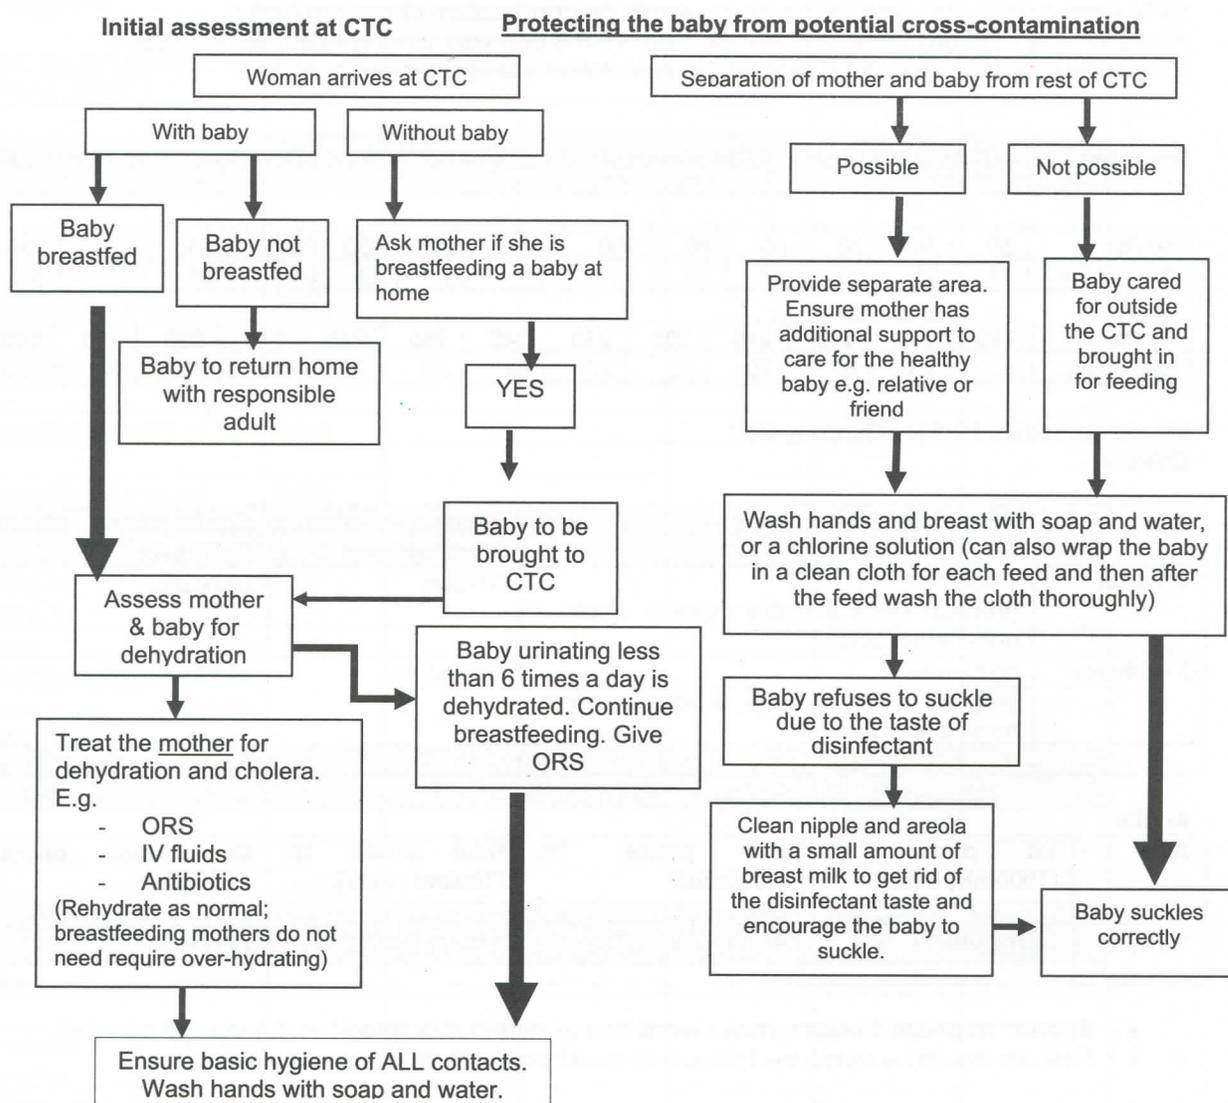 Initial assessment at CTC
Woman arrives at CTC
With baby
Without baby
Baby
breastfed
Baby not
breastfed
Ask mother if she is
breastfeeding a baby at
home
Baby to return home
with responsible
adult
YES
Baby to be
brought to
CTC
Assess mother
& baby for
dehydration
Baby urinating less
than 6 times a day is
dehydrated. Continue
breastfeeding. Give
ORS
Treat the mother for
dehydration and cholera.
E.g.
- ORS
- IV fluids
- Antibiotics
(Rehydrate as normal;
breastfeeding mothers do not
need require over-hydrating)
Ensure basic hygiene of ALL contacts.
Wash hands with soap and water.
Protecting the baby from potential cross-contamination
Separation of mother and baby from rest of CTC
Possible
Not possible
Provide separate area.
Ensure mother has
additional support to
care for the healthy
baby e.g. relative or
friend
Baby cared
for outside
the CTC and
brought in
for feeding
Wash hands and breast with soap and water,
or a chlorine solution (can also wrap the baby
in a clean cloth for each feed and then after
the feed wash the cloth thoroughly)
Baby refuses to suckle
due to the taste of
disinfectant
Clean nipple and areola
with a small amount of
breast milk to get rid of
the disinfectant taste and
encourage the baby to
suckle.
Baby suckles
correctly